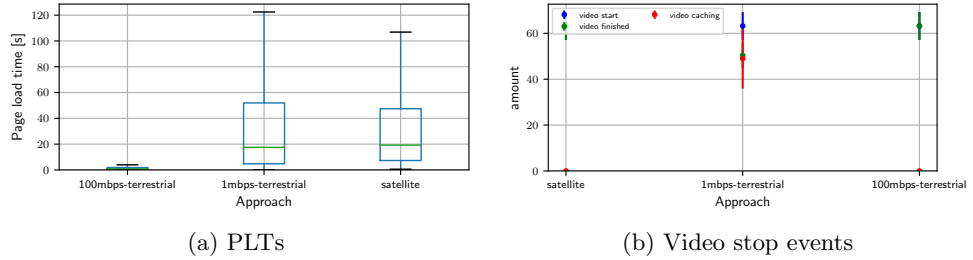 120
100
80
60
40
20
0
Page load time [s]
100mbps-terrestrial 1mbps-terrestrial satellite
Approach
(a) PLTs
video start video caching
video finished
60
40
20
0
amount
satellite 1mbps-terrestrial 100mbps-terrestrial
Approach
(b) Video stop events